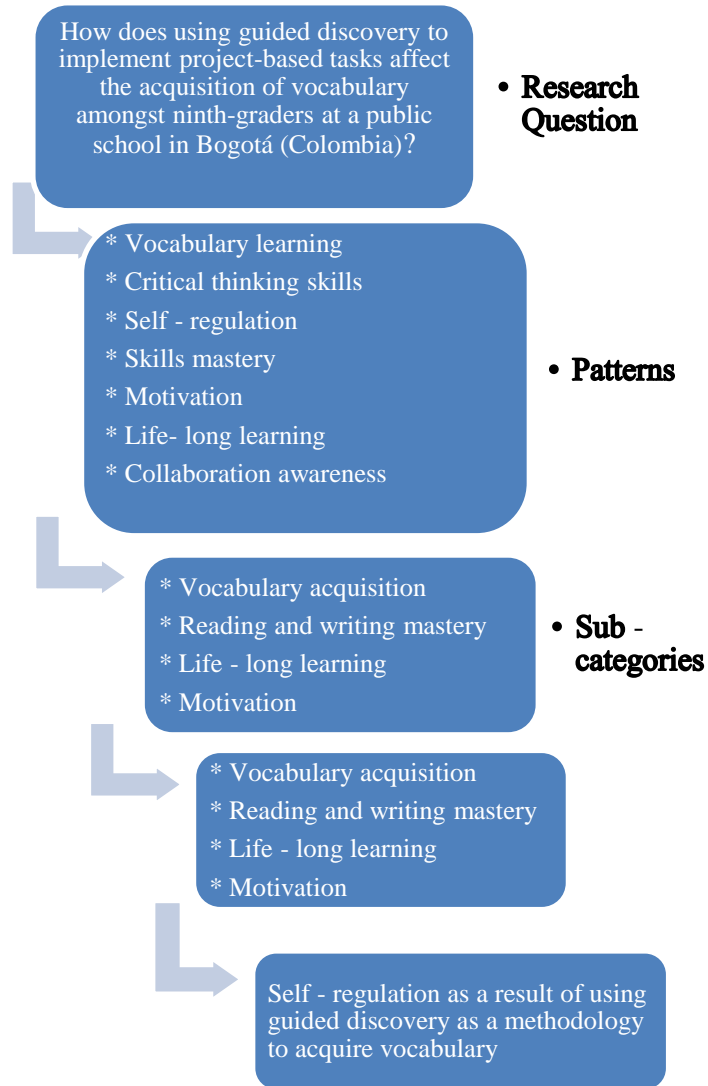 How does using guided discovery to
implement project-based tasks affect
the acquisition of vocabulary
amongst ninth-graders at a public
school in Bogotá (Colombia)?
• Research
Question
* Vocabulary learning
* Critical thinking skills
* Self - regulation
* Skills mastery
* Motivation
* Life- long learning
* Collaboration awareness
• Patterns
* Vocabulary acquisition
* Reading and writing mastery
* Life - long learning
* Motivation
• Sub -
categories
* Vocabulary acquisition
* Reading and writing mastery
* Life - long learning
* Motivation
Self - regulation as a result of using
guided discovery as a methodology
to acquire vocabulary